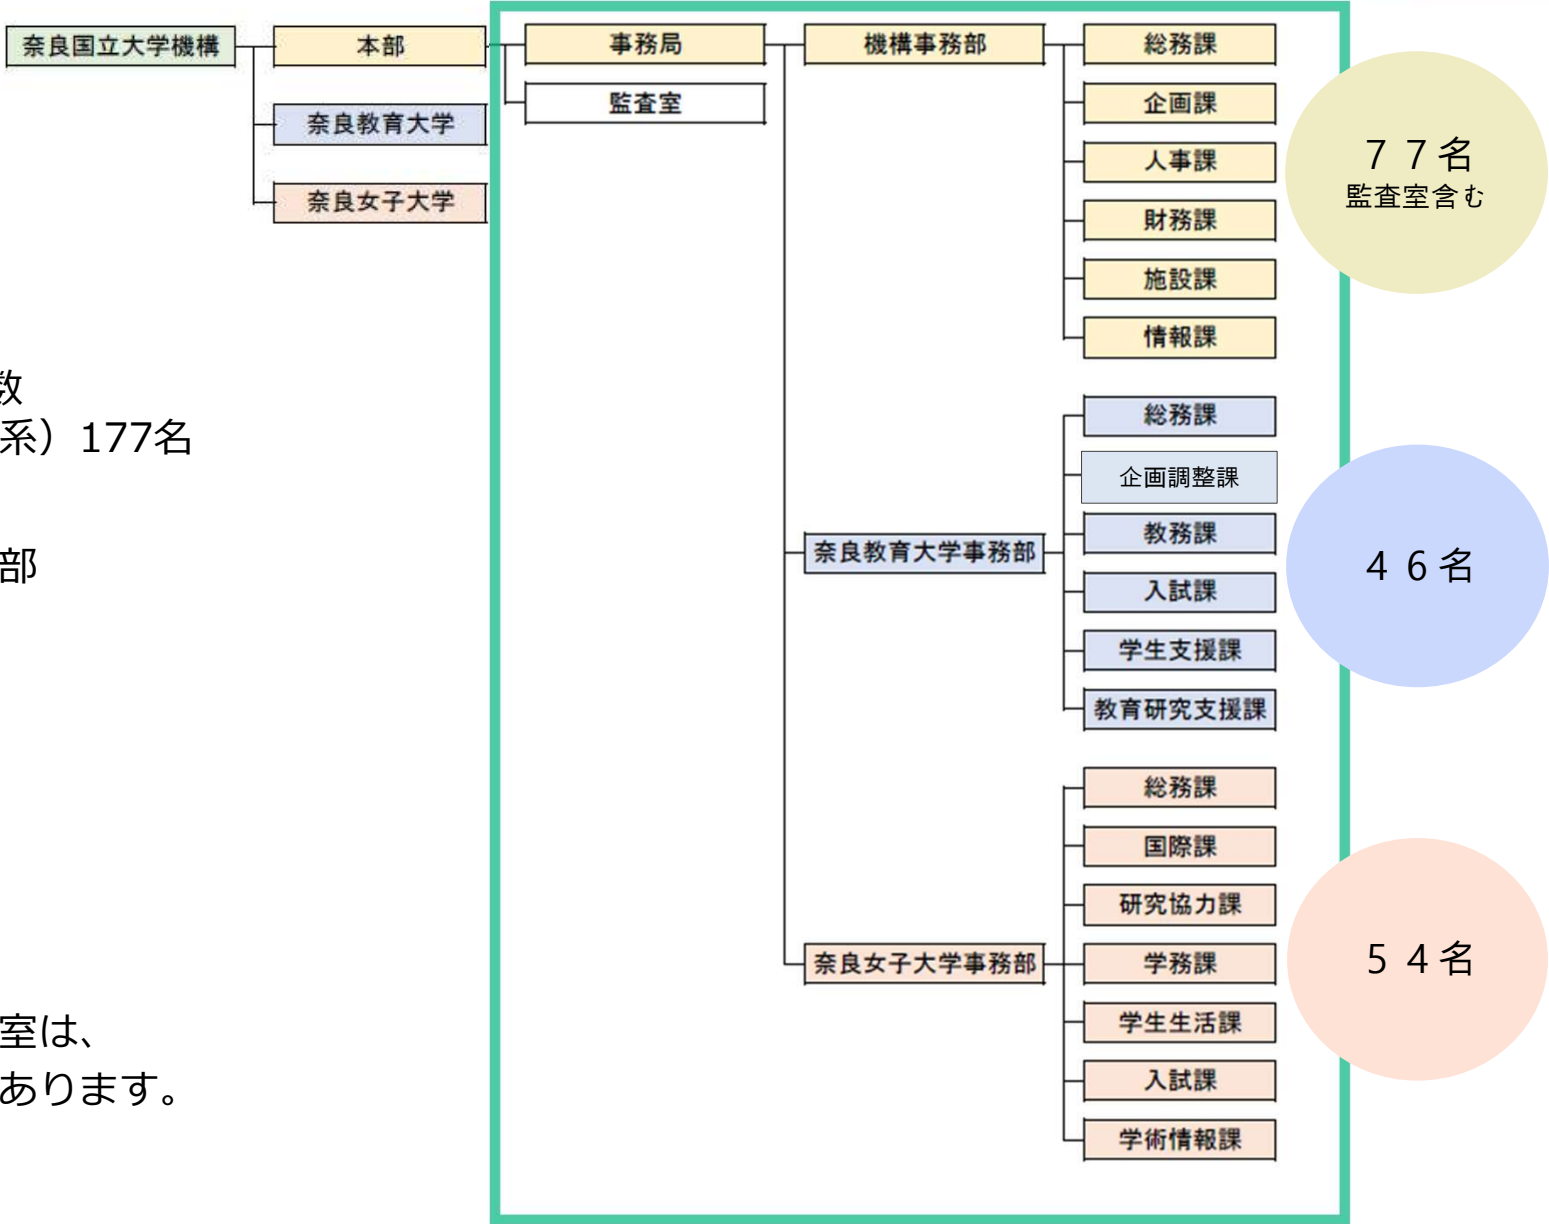 奈良国立大学機構
本部
奈良教育大学
奈良女子大学
数
系）177名
部
室は、
あります。
事務局
監査室
機構事務部
総務課
企画課
人事課
財務課
施設課
情報課
７７名
監査室含む
奈良教育大学事務部
総務課
企画調整課
教務課
入試課
学生支援課
教育研究支援課
４６名
奈良女子大学事務部
総務課
国際課
研究協力課
学務課
学生生活課
入試課
学術情報課
５４名